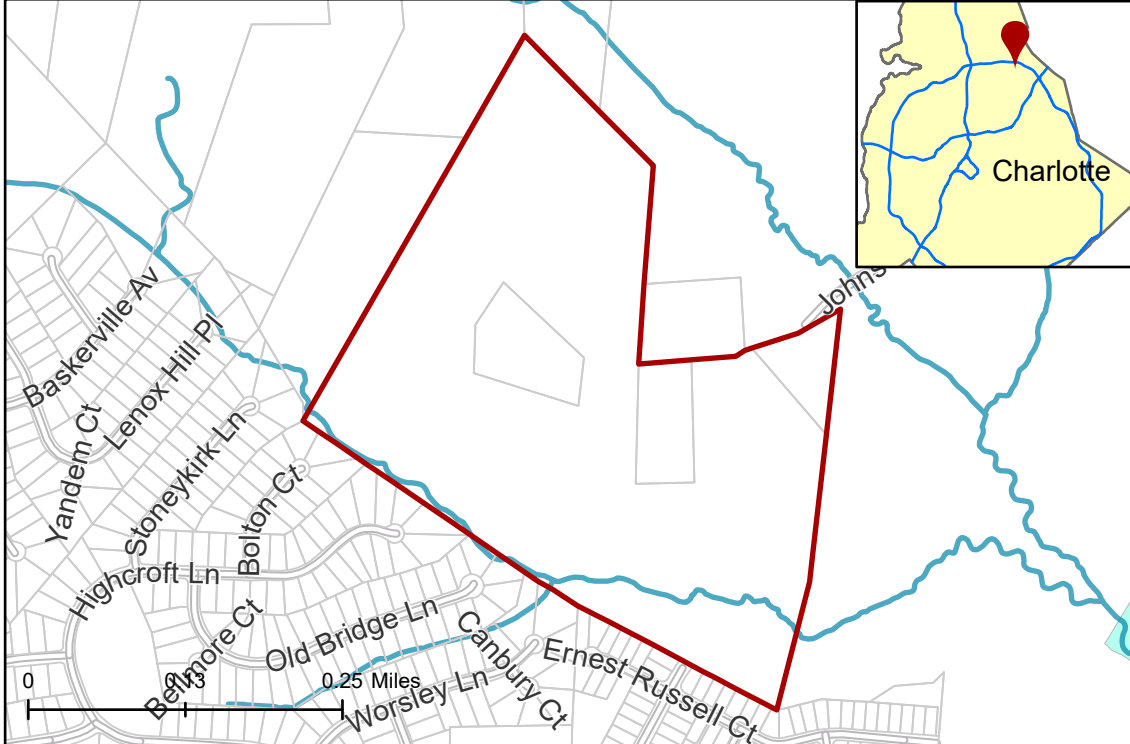 Charlotte
Johns
Baskerville Av
Lenox Hill Pl
Yandem Ct
Stoneykirk Ln
Bolton Ct
Highcroft Ln
Bellmore Ct
Old Bridge Ln
Canbury Ct
Ernest Russell Ct
Worsley Ln
0 0.13 0.25 Miles